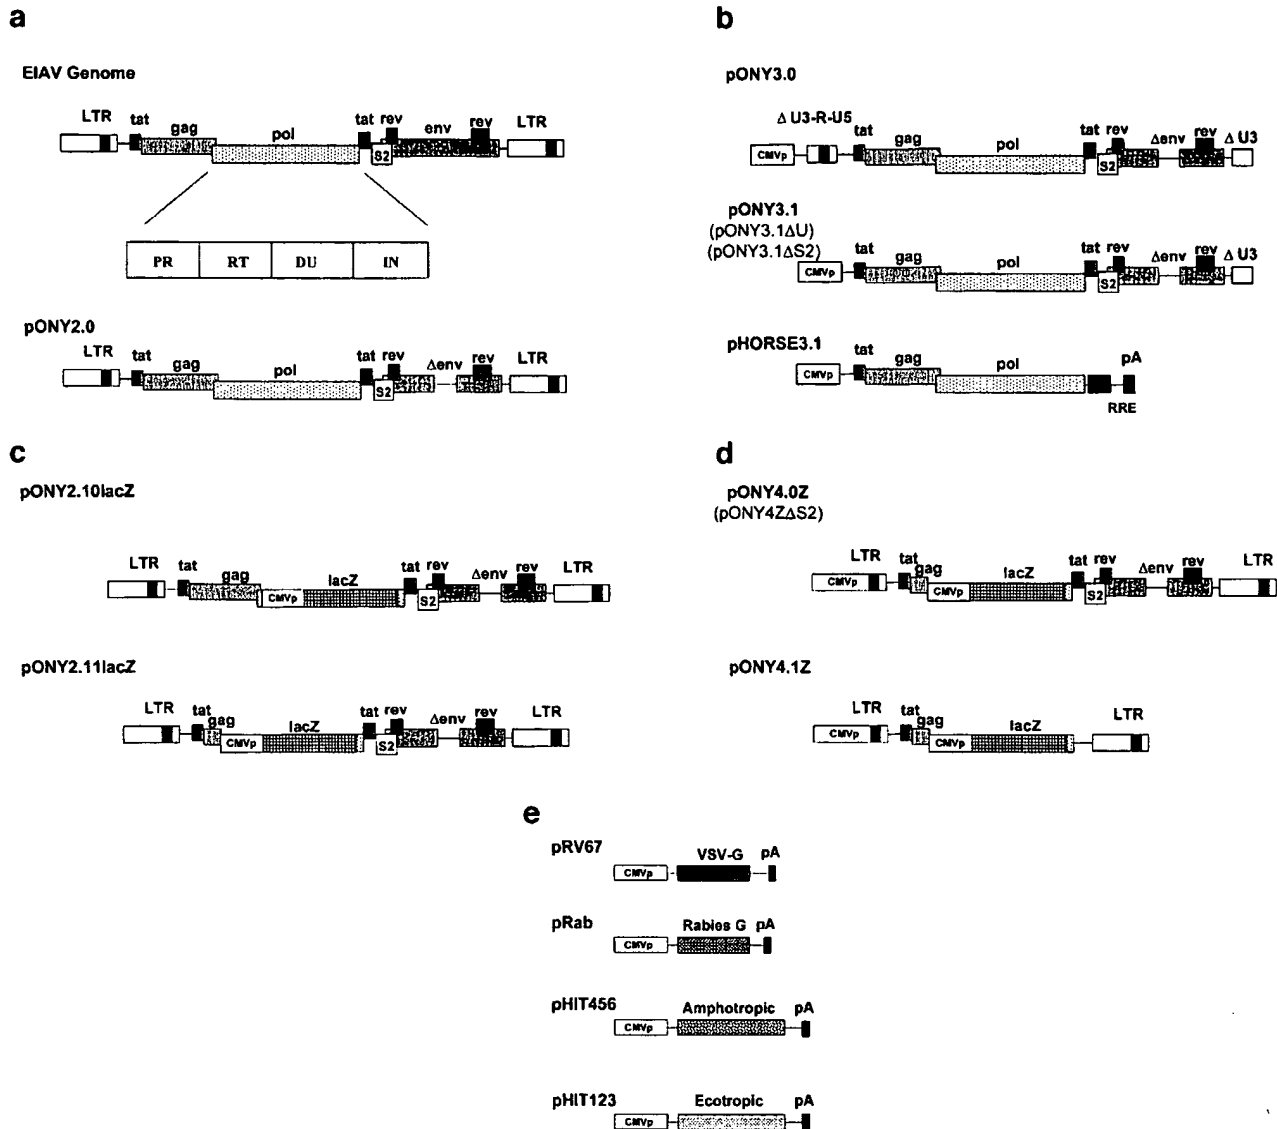 a
EIAV Genome
LTR tat gag pol tat rev env rev LTR
S2
PR RT DU IN
pONY2.0
LTR tat gag pol tat rev Δenv rev LTR
S2
b
pONY3.0
Δ U3-R-U5
CMVp tat gag pol tat rev Δenv rev Δ U3
S2
pONY3.1
(pONY3.1ΔU)
(pONY3.1ΔS2)
CMVp tat gag pol tat rev Δenv rev Δ U3
S2
pHORSE3.1
CMVp tat gag pol pA
RRE
c
pONY2.10lacZ
LTR tat gag lacZ tat rev Δenv rev LTR
CMVp S2
pONY2.11lacZ
LTR tat gag lacZ tat rev Δenv rev LTR
CMVp S2
d
pONY4.0Z
(pONY4ZΔS2)
LTR tat gag lacZ tat rev Δenv rev LTR
CMVp CMVp S2
pONY4.1Z
LTR tat gag lacZ LTR
CMVp CMVp
e
pRV67
VSV-G pA
CMVp
pRab
Rabies G pA
CMVp
pHIT456
Amphotropic pA
CMVp
pHIT123
Ecotropic pA
CMVp